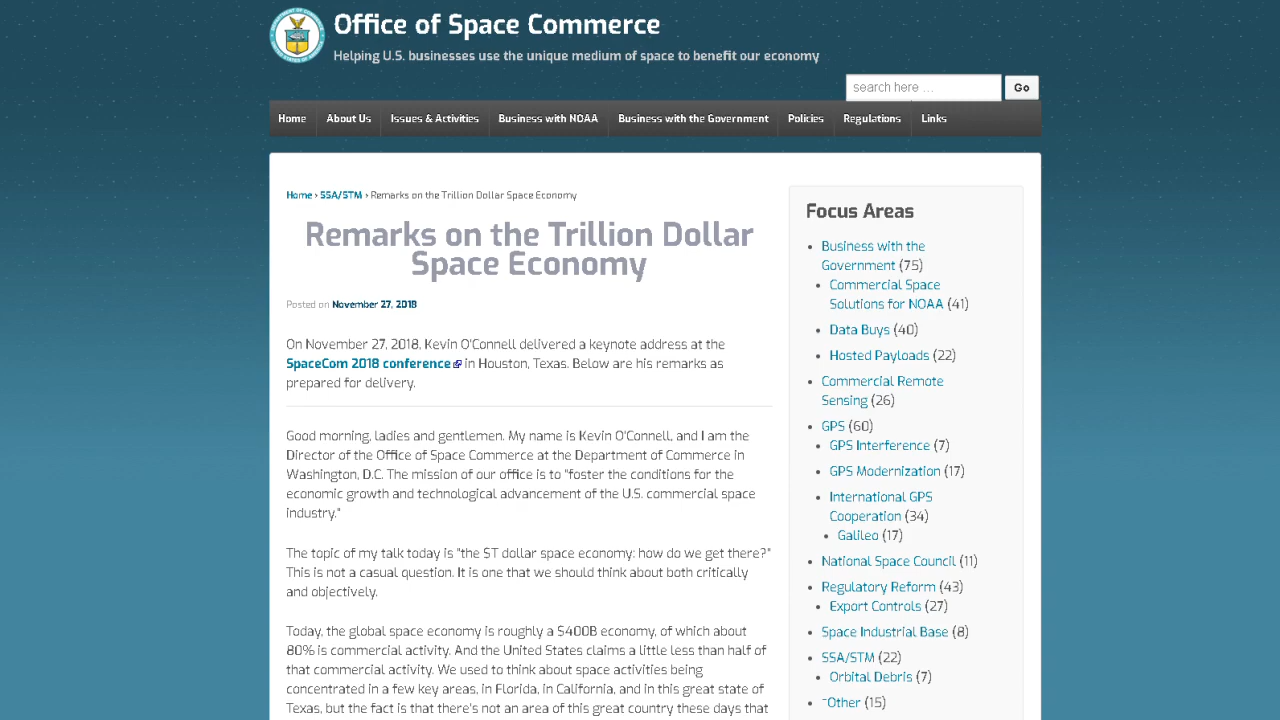 Office of Space Commerce
Helping U.S. businesses use the unique medium of space to benefit our economy
search here ...
Go
Home
About Us
Issues & Activities
Business with NOAA
Business with the Government
Policies
Regulations
Links
Home › SSA/STM › Remarks on the Trillion Dollar Space Economy
Remarks on the Trillion Dollar
Space Economy
Posted on November 27, 2018
On November 27, 2018, Kevin O'Connell delivered a keynote address at the
SpaceCom 2018 conference in Houston, Texas. Below are his remarks as
prepared for delivery.
Good morning, ladies and gentlemen. My name is Kevin O'Connell, and I am the
Director of the Office of Space Commerce at the Department of Commerce in
Washington, D.C. The mission of our office is to "foster the conditions for the
economic growth and technological advancement of the U.S. commercial space
industry."
The topic of my talk today is "the $T dollar space economy: how do we get there?"
This is not a casual question. It is one that we should think about both critically
and objectively.
Today, the global space economy is roughly a $400B economy, of which about
80% is commercial activity. And the United States claims a little less than half of
that commercial activity. We used to think about space activities being
concentrated in a few key areas, in Florida, in California, and in this great state of
Texas, but the fact is that there's not an area of this great country these days that
Focus Areas
Business with the
Government (75)
Commercial Space
Solutions for NOAA (41)
Data Buys (40)
Hosted Payloads (22)
Commercial Remote
Sensing (26)
GPS (60)
GPS Interference (7)
GPS Modernization (17)
International GPS
Cooperation (34)
Galileo (17)
National Space Council (11)
Regulatory Reform (43)
Export Controls (27)
Space Industrial Base (8)
SSA/STM (22)
Orbital Debris (7)
~Other (15)